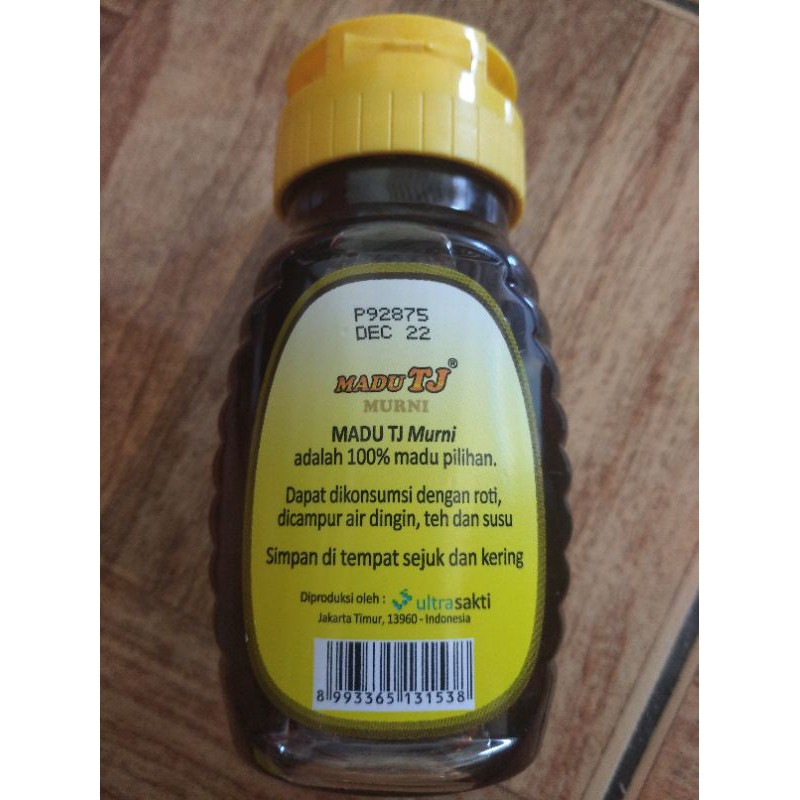 P92875
DEC 22
MADU TJ®
MURNI
MADU TJ Murni
adalah 100% madu pilihan.
Dapat dikonsumsi dengan roti,
dicampur air dingin, teh dan susu
Simpan di tempat sejuk dan kering
Diproduksi oleh : ultrasakti
Jakarta Timur, 13960 - Indonesia
8 993365 131538